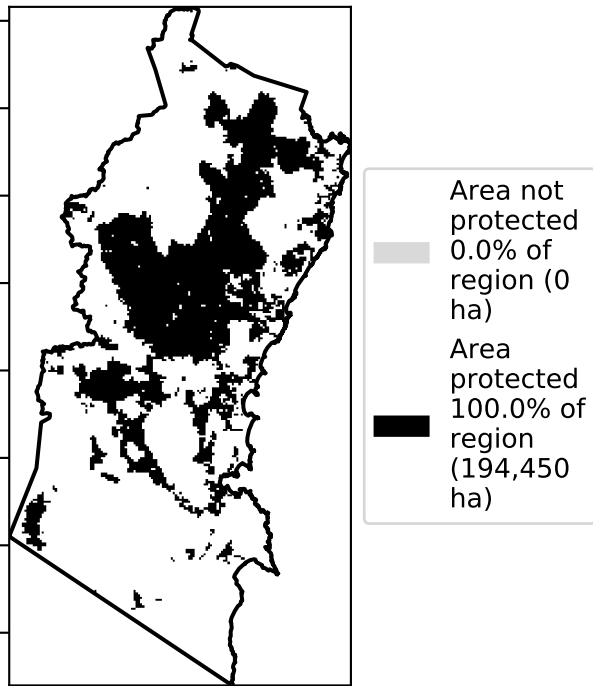 Area not
protected
0.0% of
region (0
ha)
Area
protected
100.0% of
region
(194,450
ha)